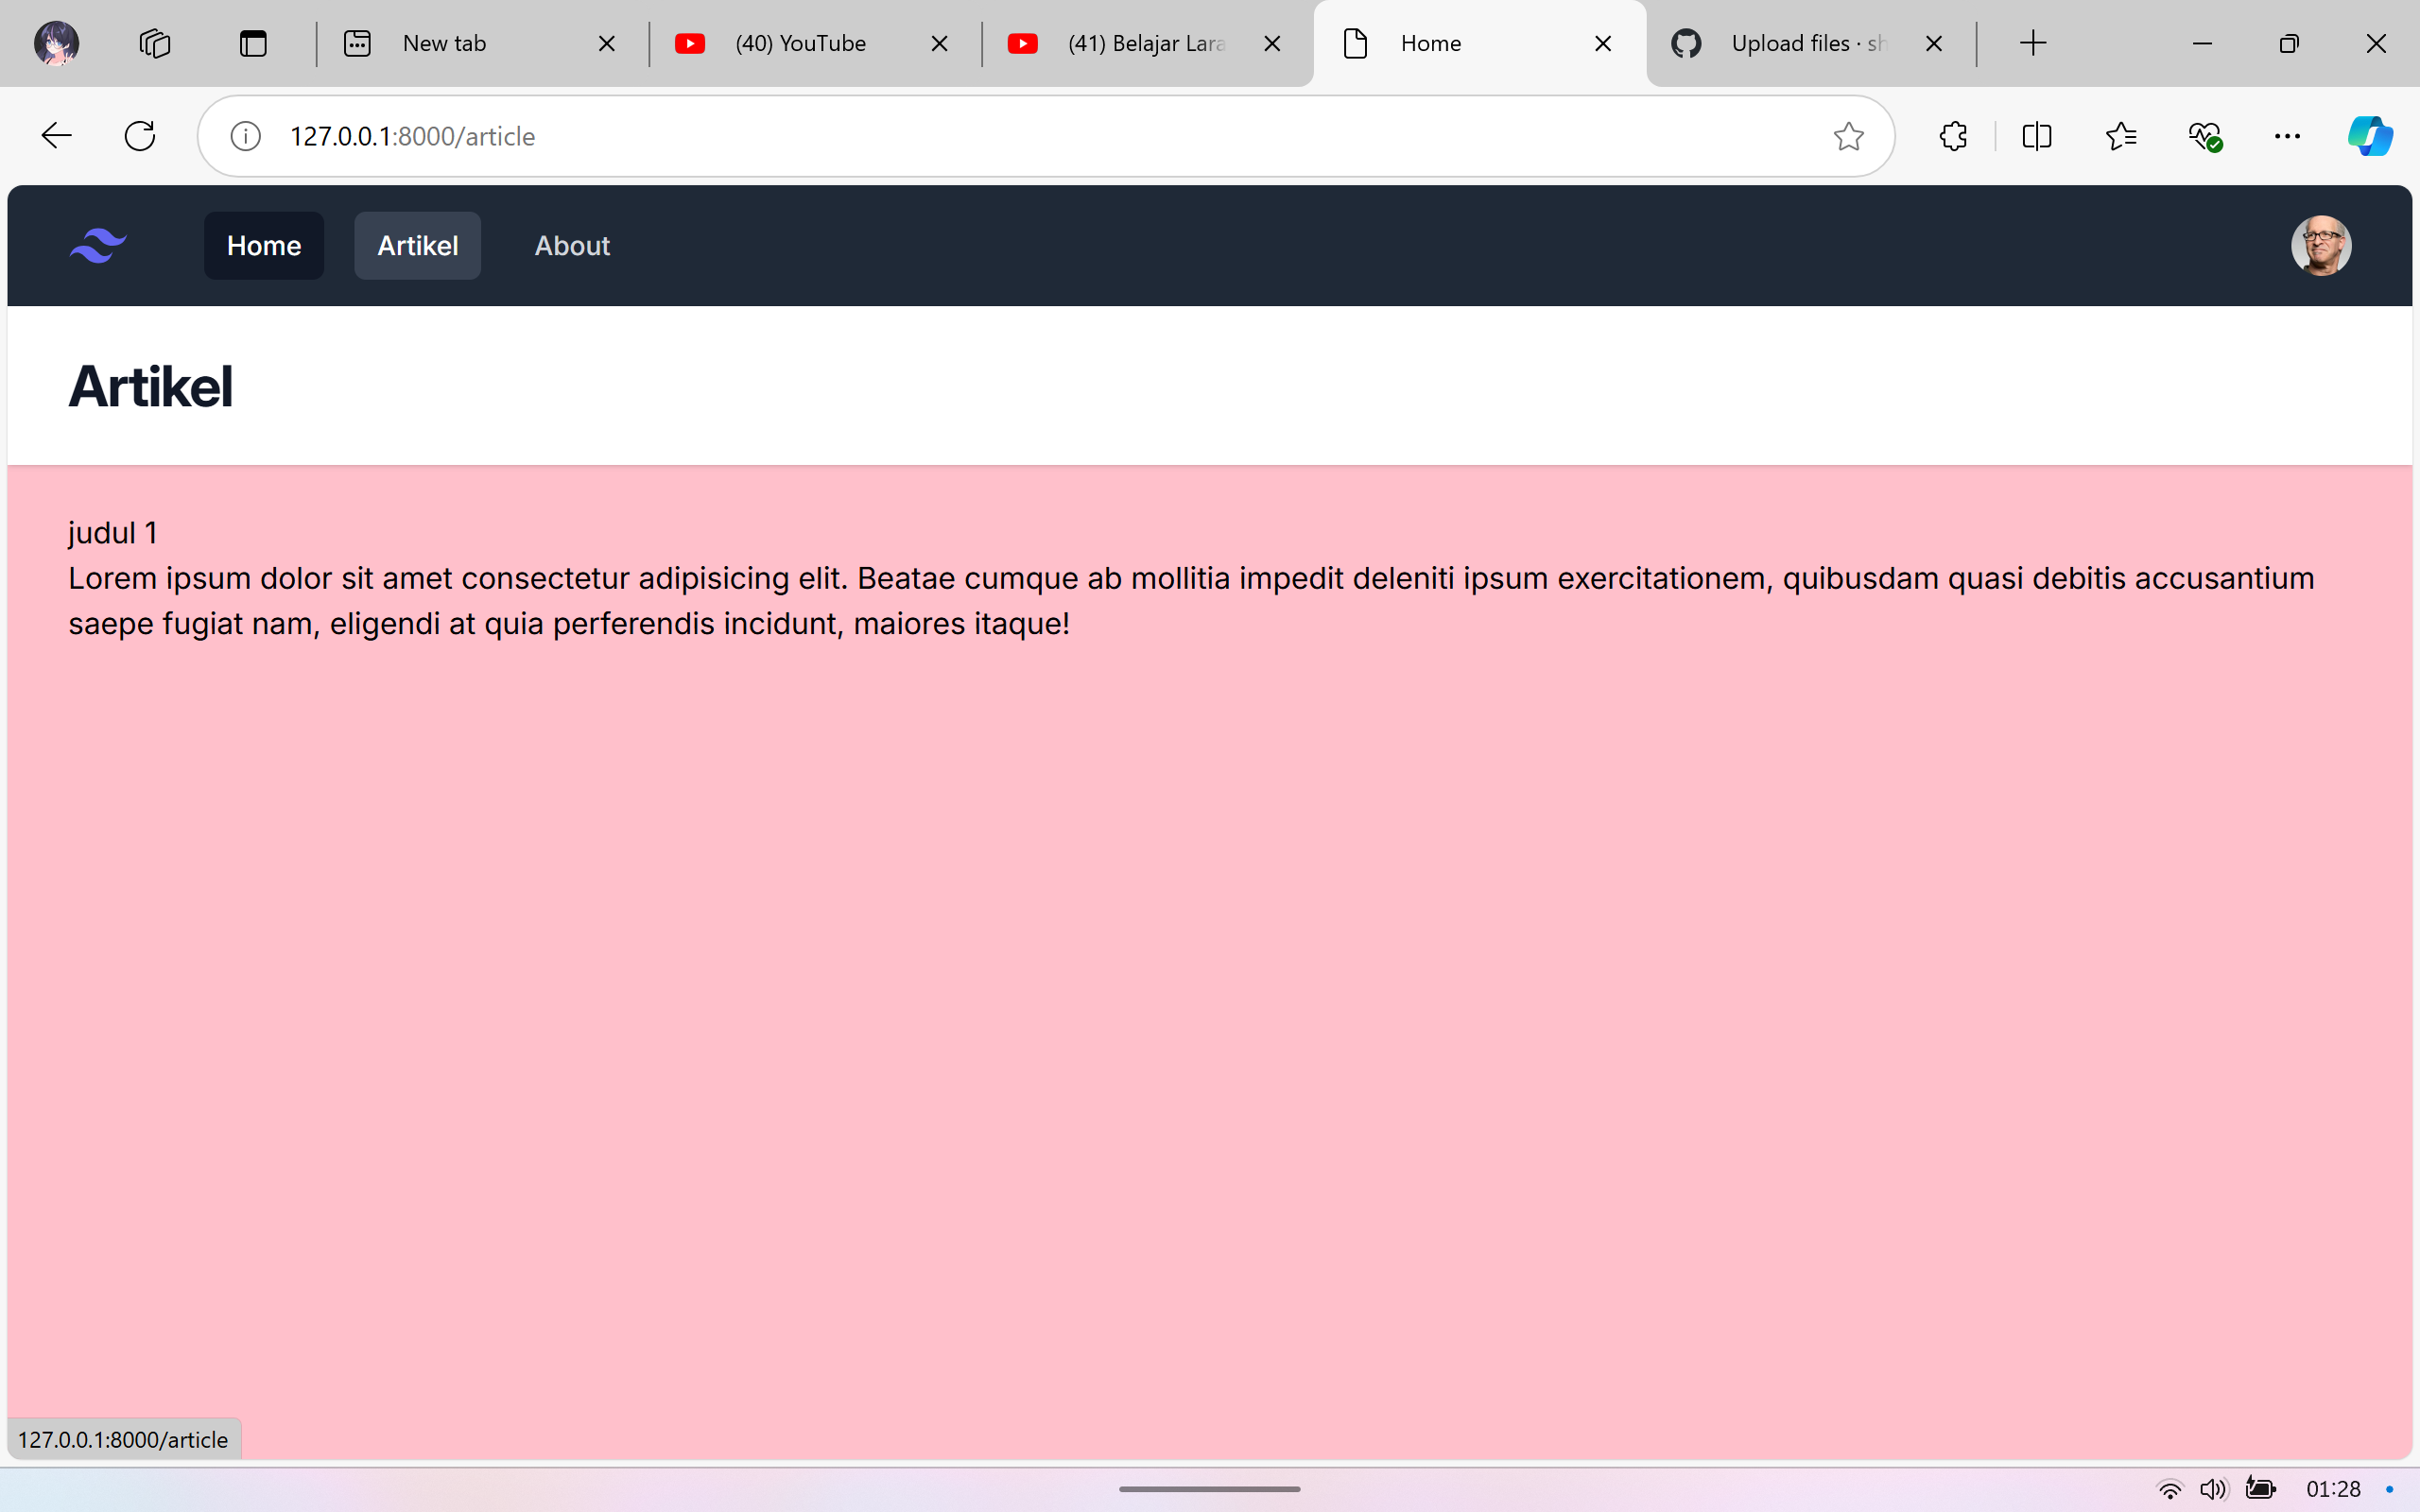 New tab
(40) YouTube
(41) Belajar Lara
Home
Upload files · sh
127.0.0.1:8000/article
Home
Artikel
About
Artikel
judul 1
Lorem ipsum dolor sit amet consectetur adipisicing elit. Beatae cumque ab mollitia impedit deleniti ipsum exercitationem, quibusdam quasi debitis accusantium
saepe fugiat nam, eligendi at quia perferendis incidunt, maiores itaque!
127.0.0.1:8000/article
01:28